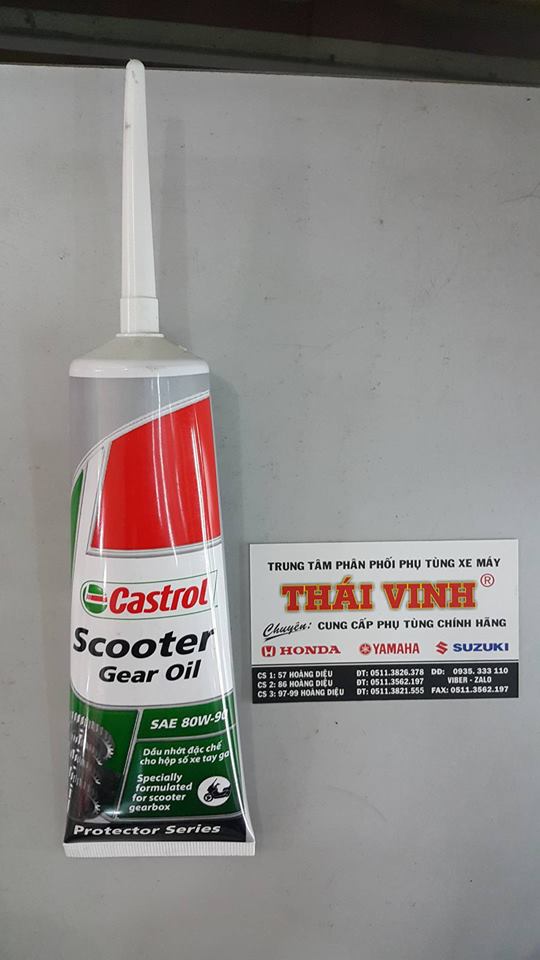 Castrol
Scooter
Gear Oil
SAE 80W-90
Dầu nhớt đặc chế
cho hộp số xe tay ga
Specially
formulated
for scooter
gearbox
Protector Series
TRUNG TÂM PHÂN PHỐI PHỤ TÙNG XE MÁY
THÁI VINH ®
Chuyên: CUNG CẤP PHỤ TÙNG CHÍNH HÃNG
HONDA YAMAHA SUZUKI
CS 1: 57 HOÀNG DIỆU ĐT: 0511.3826.378 DĐ: 0935. 333 110
CS 2: 86 HOÀNG DIỆU ĐT: 0511.3562.197 VIBER - ZALO
CS 3: 97-99 HOÀNG DIỆU ĐT: 0511.3821.555 FAX: 0511.3562.197